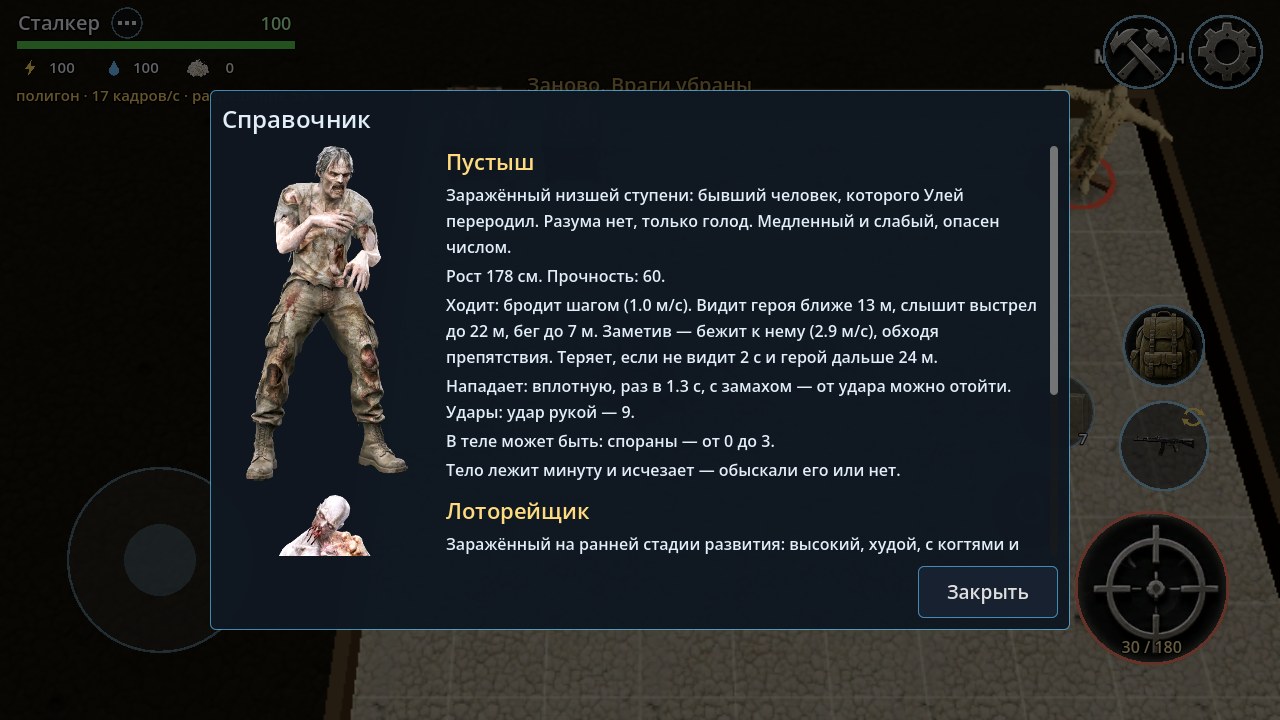 Сталкер
100
100
100
0
полигон · 17 кадров/с · ра
Заново. Враги убраны
Справочник
Пустыш
Заражённый низшей ступени: бывший человек, которого Улей
переродил. Разума нет, только голод. Медленный и слабый, опасен
числом.
Рост 178 см. Прочность: 60.
Ходит: бродит шагом (1.0 м/с). Видит героя ближе 13 м, слышит выстрел
до 22 м, бег до 7 м. Заметив — бежит к нему (2.9 м/с), обходя
препятствия. Теряет, если не видит 2 с и герой дальше 24 м.
Нападает: вплотную, раз в 1.3 с, с замахом — от удара можно отойти.
Удары: удар рукой — 9.
В теле может быть: спораны — от 0 до 3.
Тело лежит минуту и исчезает — обыскали его или нет.
Лоторейщик
Заражённый на ранней стадии развития: высокий, худой, с когтями и
Закрыть
7
30 / 180